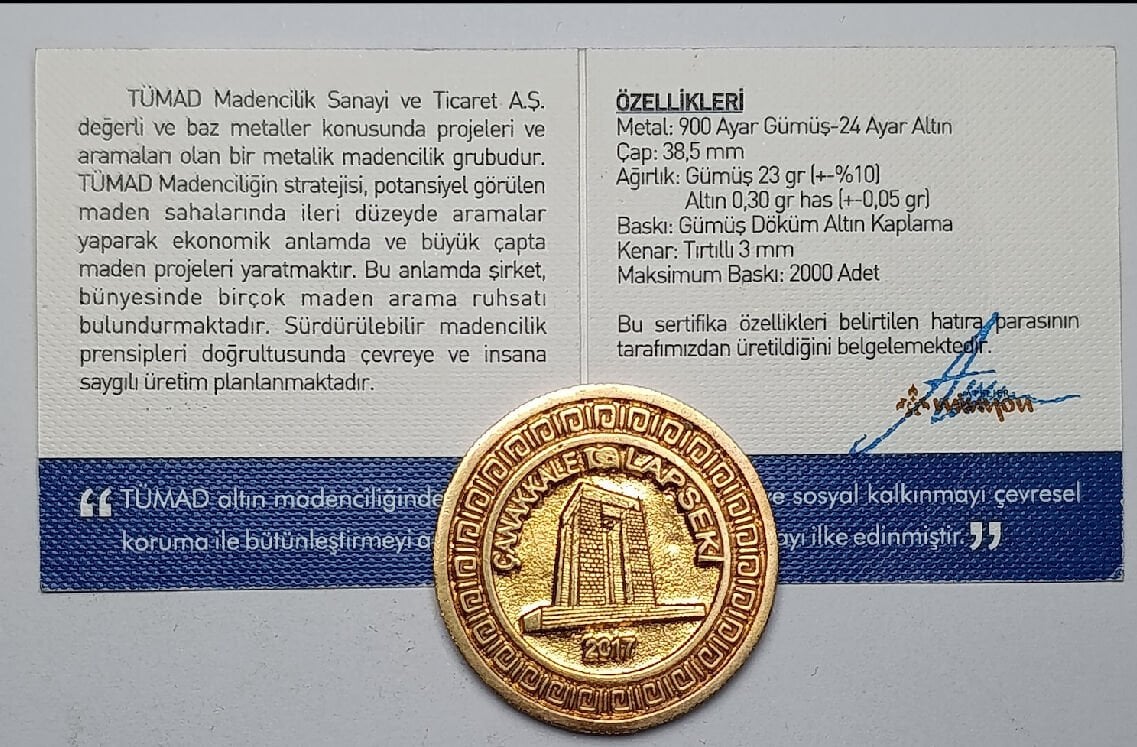 TÜMAD Madencilik Sanayi ve Ticaret A.Ş.
değerli ve baz metaller konusunda projeleri ve
aramaları olan bir metalik madencilik grubudur.
TÜMAD Madenciliğin stratejisi, potansiyel görülen
maden sahalarında ileri düzeyde aramalar
yaparak ekonomik anlamda ve büyük çapta
maden projeleri yaratmaktır. Bu anlamda şirket,
bünyesinde birçok maden arama ruhsatı
bulundurmaktadır. Sürdürülebilir madencilik
prensipleri doğrultusunda çevreye ve insana
saygılı üretim planlanmaktadır.
ÖZELLİKLERİ
Metal: 900 Ayar Gümüş-24 Ayar Altın
Çap: 38,5 mm
Ağırlık: Gümüş 23 gr (+-%10)
Altın 0,30 gr has (+-0,05 gr)
Baskı: Gümüş Döküm Altın Kaplama
Kenar: Tırtıllı 3 mm
Maksimum Baskı: 2000 Adet
Bu sertifika özellikleri belirtilen hatıra parasının
tarafımızdan üretildiğini belgelemektedir.
“ TÜMAD altın madenciliğinde ve sosyal kalkınmayı çevresel
koruma ile bütünleştirmeyi ilke edinmiştir. ”
ÇANAKKALE LAPSEKİ
2017